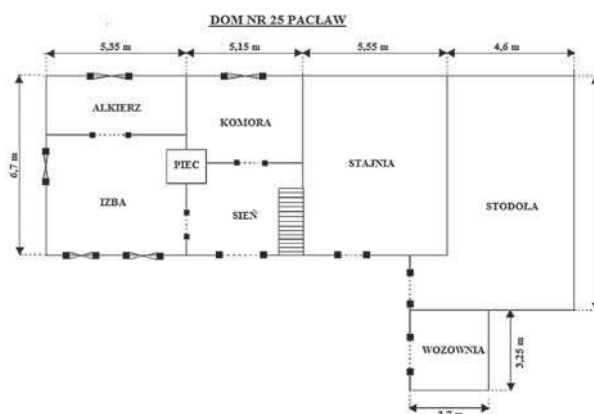 DOM NR 25 PACŁAW
5,35 m
5,15 m
5,55 m
4,6 m
ALKIERZ
KOMORA
6,7 m
PIEC
STAJNIA
IZBA
SIEŃ
STODOLA
WOZOWNIA
3,25 m